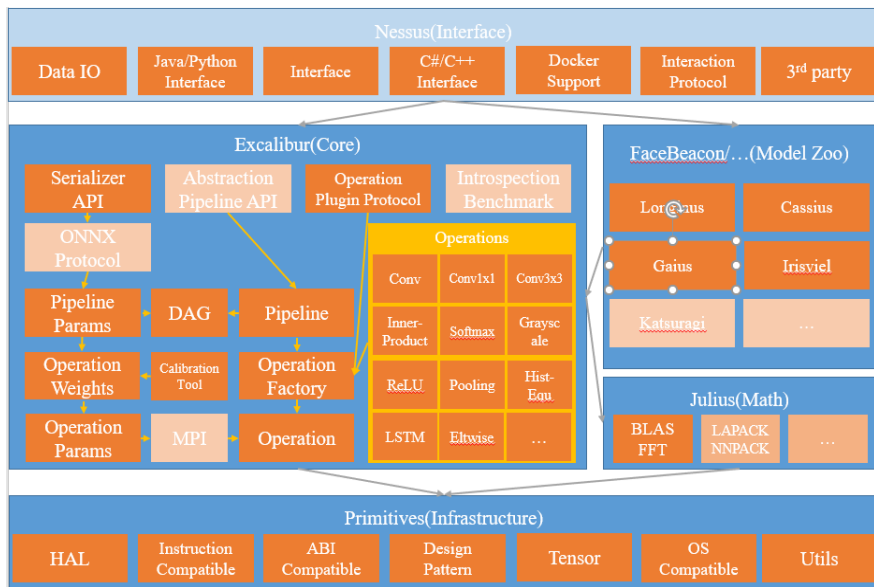 Nessus(Interface)
Data IO
Java/Python
Interface
Interface
C#/C++
Interface
Docker
Support
Interaction
Protocol
3rd party
Excalibur(Core)
Serializer
API
Abstraction
Pipeline API
Operation
Plugin Protocol
Introspection
Benchmark
ONNX
Protocol
Pipeline
Params
DAG
Pipeline
Operation
Weights
Calibration
Tool
Operation
Factory
Operation
Params
MPI
Operation
Operations
Conv
Conv1x1
Conv3x3
Inner-
Product
Softmax
Graysc
ale
ReLU
Pooling
Hist-
Equ
LSTM
Eltwise
...
FaceBeacon/...(Model Zoo)
Cassius
Gaius
Irisviel
Katsuragi
...
Julius(Math)
BLAS
FFT
LAPACK
NNPACK
...
Primitives(Infrastructure)
HAL
Instruction
Compatible
ABI
Compatible
Design
Pattern
Tensor
OS
Compatible
Utils